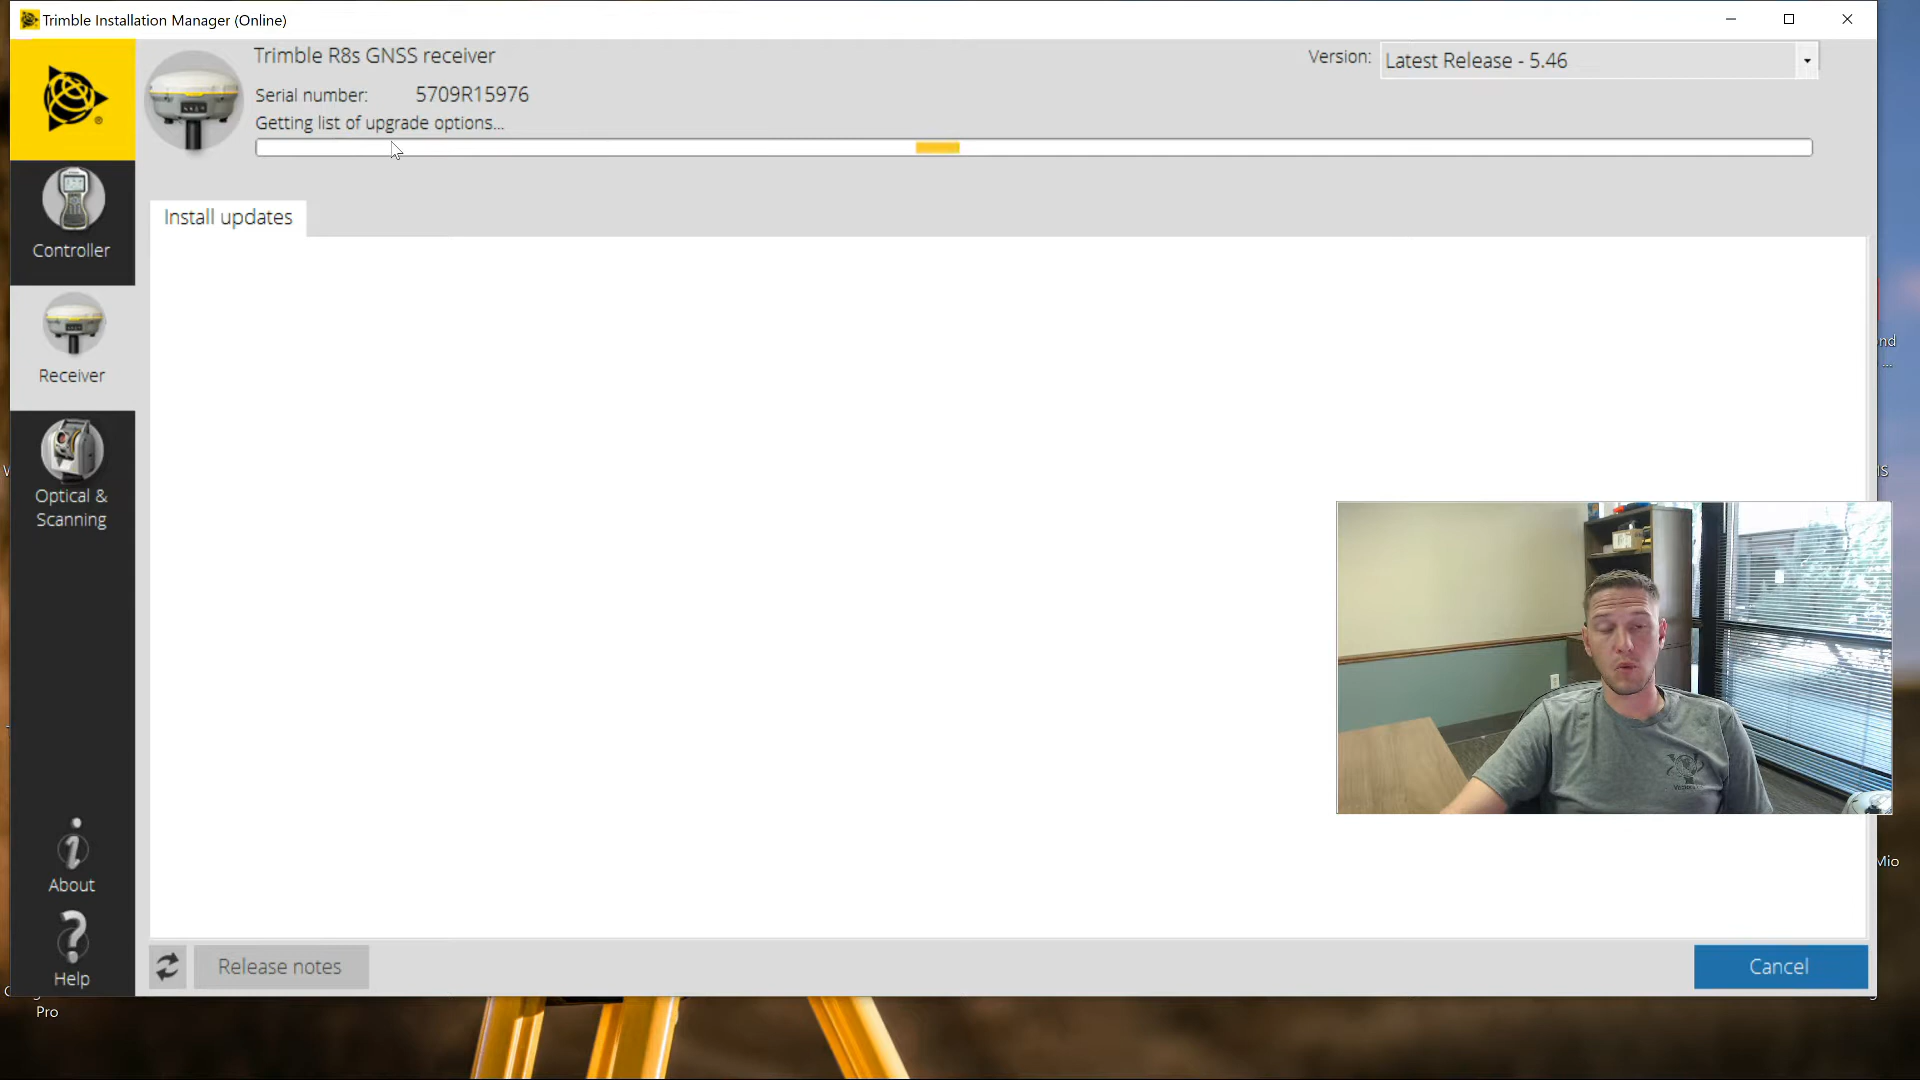 Trimble Installation Manager (Online)
Trimble R8s GNSS receiver
Version:
Latest Release - 5.46
Serial number: 5709R15976
Getting list of upgrade options...
Install updates
Controller
Receiver
Optical &
Scanning
About
Help
Release notes
Cancel
Pro
Mio